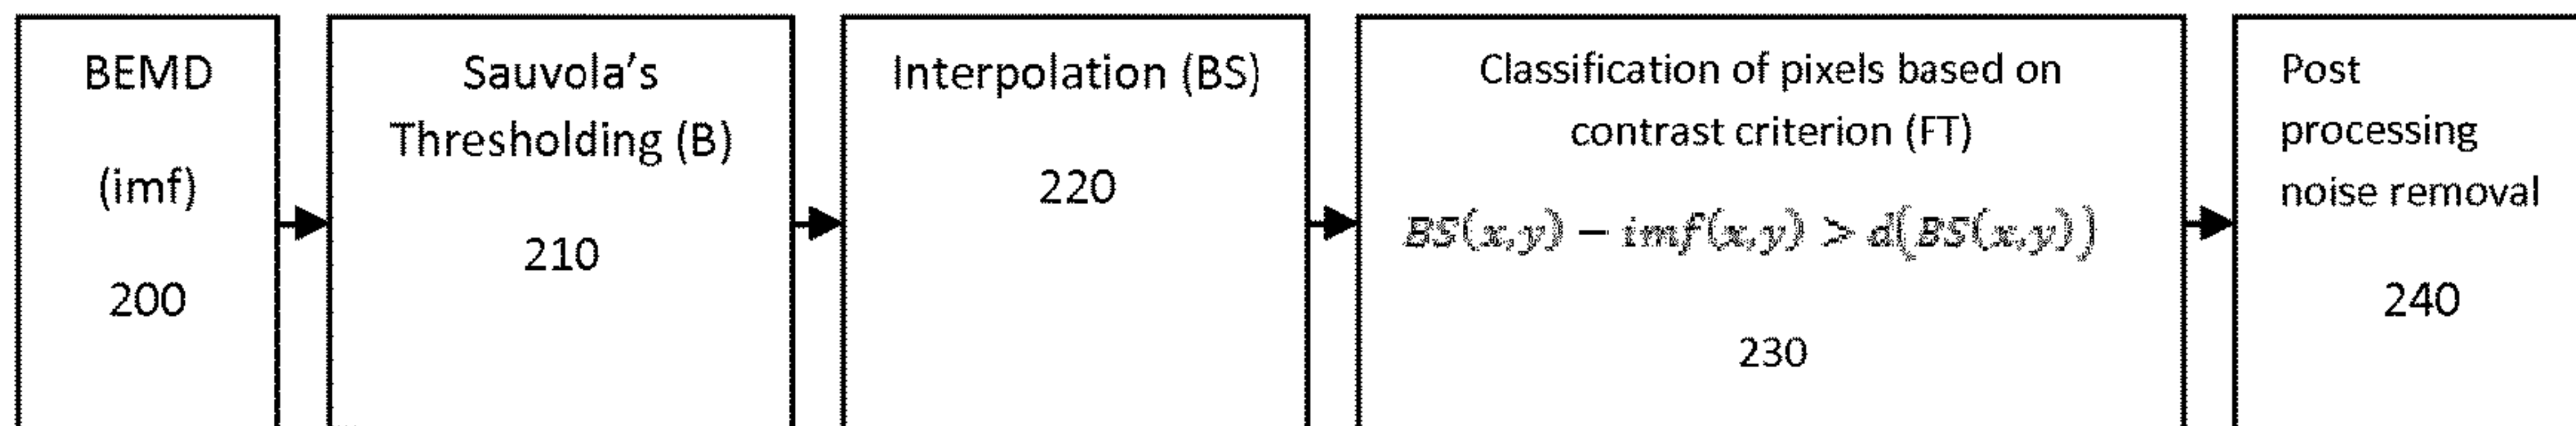 BEMD
(imf)
200
Sauvola's
Thresholding (B)
210
Interpolation (BS)
220
Classification of pixels based on
contrast criterion (FT)
BS(x,y) − imf(x,y) > d(BS(x,y))
230
Post
processing
noise removal
240